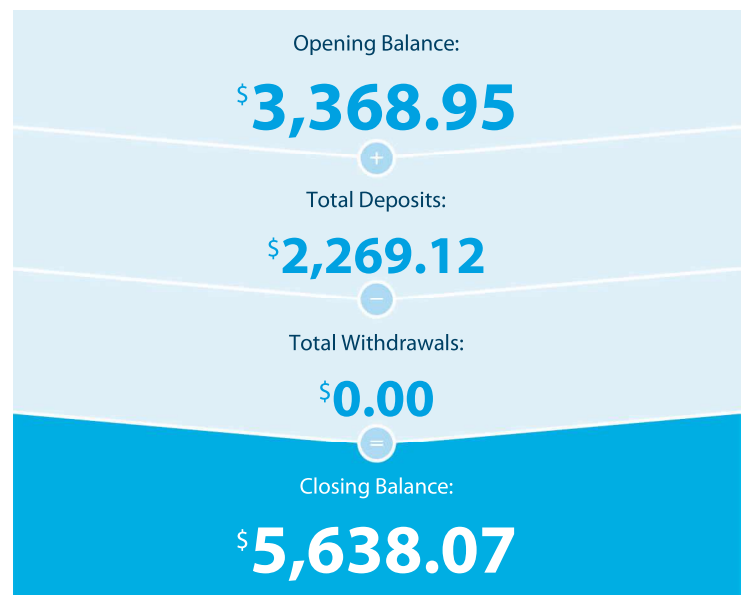 Opening Balance:
$3,368.95
+
Total Deposits:
$2,269.12
−
Total Withdrawals:
$0.00
=
Closing Balance:
$5,638.07